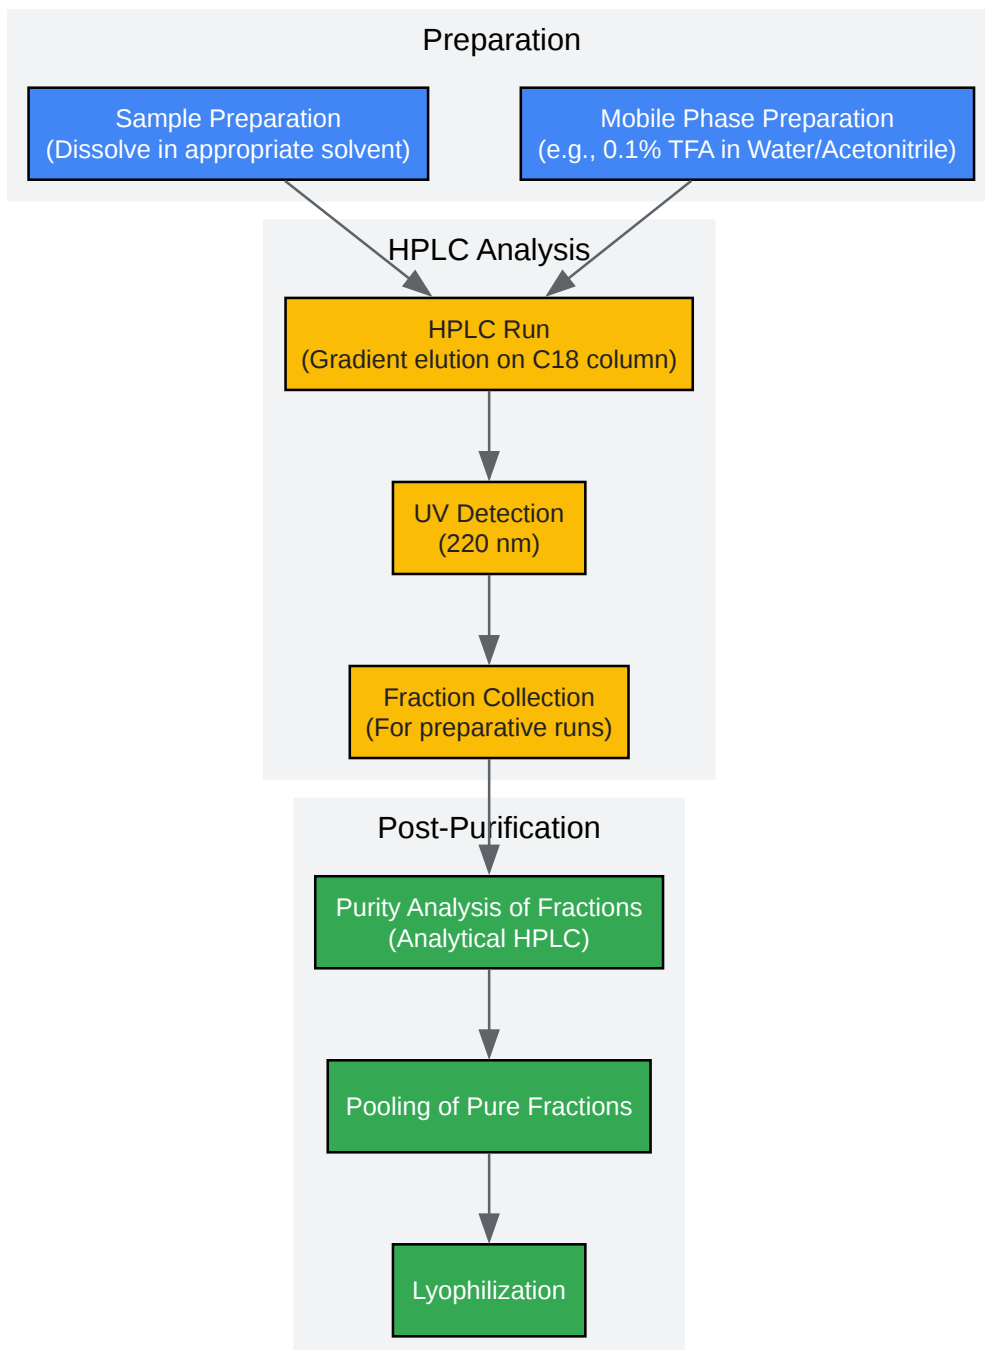 Preparation
Sample Preparation
(Dissolve in appropriate solvent)
Mobile Phase Preparation
(e.g., 0.1% TFA in Water/Acetonitrile)
HPLC Analysis
HPLC Run
(Gradient elution on C18 column)
UV Detection
(220 nm)
Fraction Collection
(For preparative runs)
Post-Purification
Purity Analysis of Fractions
(Analytical HPLC)
Pooling of Pure Fractions
Lyophilization